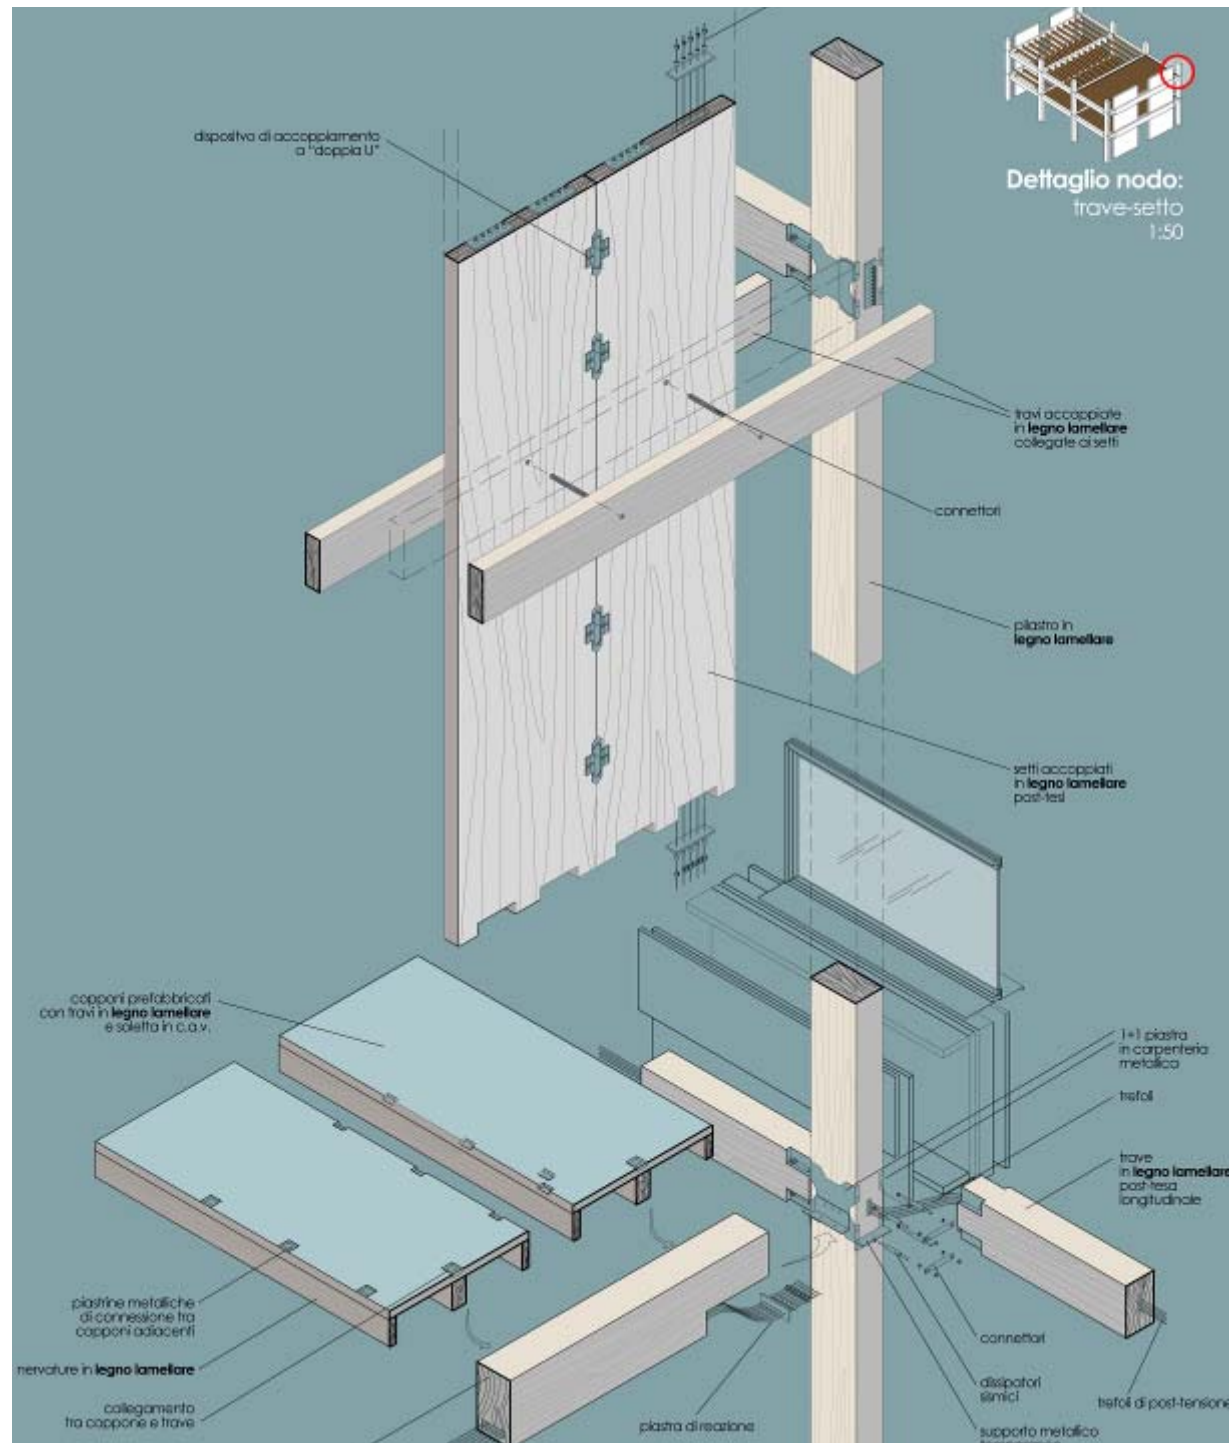 Dettaglio nodo:
trave-setto
1:50
dispositvo di accoppiamento
a "doppia U"
travi accoppiate
in legno lamellare
collegate ai setti
connettori
pilastro in
legno lamellare
setti accoppiati
in legno lamellare
post-tesi
copponi prefabbricati
con travi in legno lamellare
e soletta in c.a.v.
1+1 piastra
in carpenteria
metallica
trefoli
trave
in legno lamellare
post-tesa
longitudinale
piastrine metalliche
di connessione tra
copponi adiacenti
nervature in legno lamellare
collegamento
tra coppone e trave
piastra di reazione
connettori
dissipatori
sismici
trefoli di post-tensione
supporto metallico